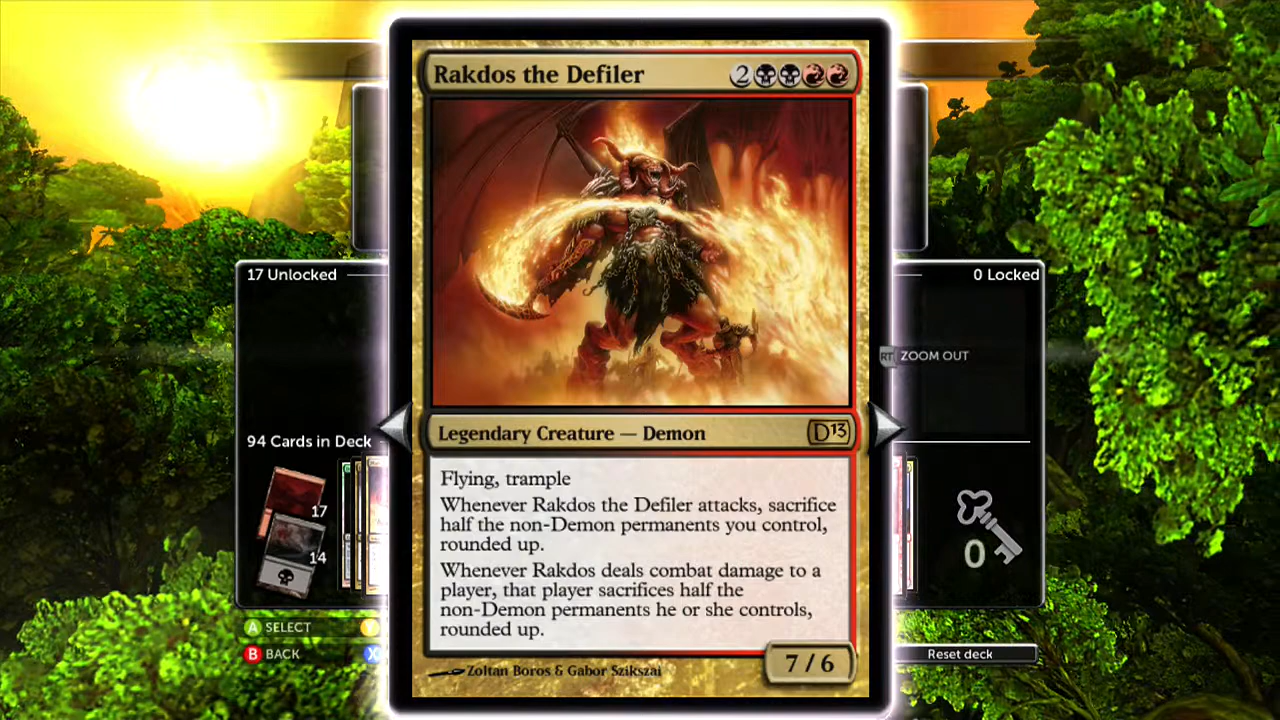 Rakdos the Defiler 2
17 Unlocked
0 Locked
RT ZOOM OUT
Legendary Creature — Demon D13
94 Cards in Deck
Flying, trample
Whenever Rakdos the Defiler attacks, sacrifice
half the non-Demon permanents you control,
rounded up.
Whenever Rakdos deals combat damage to a
player, that player sacrifices half the
non-Demon permanents he or she controls,
rounded up.
17
14
0
A SELECT
Y
B BACK
X
Reset deck
Zoltan Boros & Gabor Szikszai
7 / 6